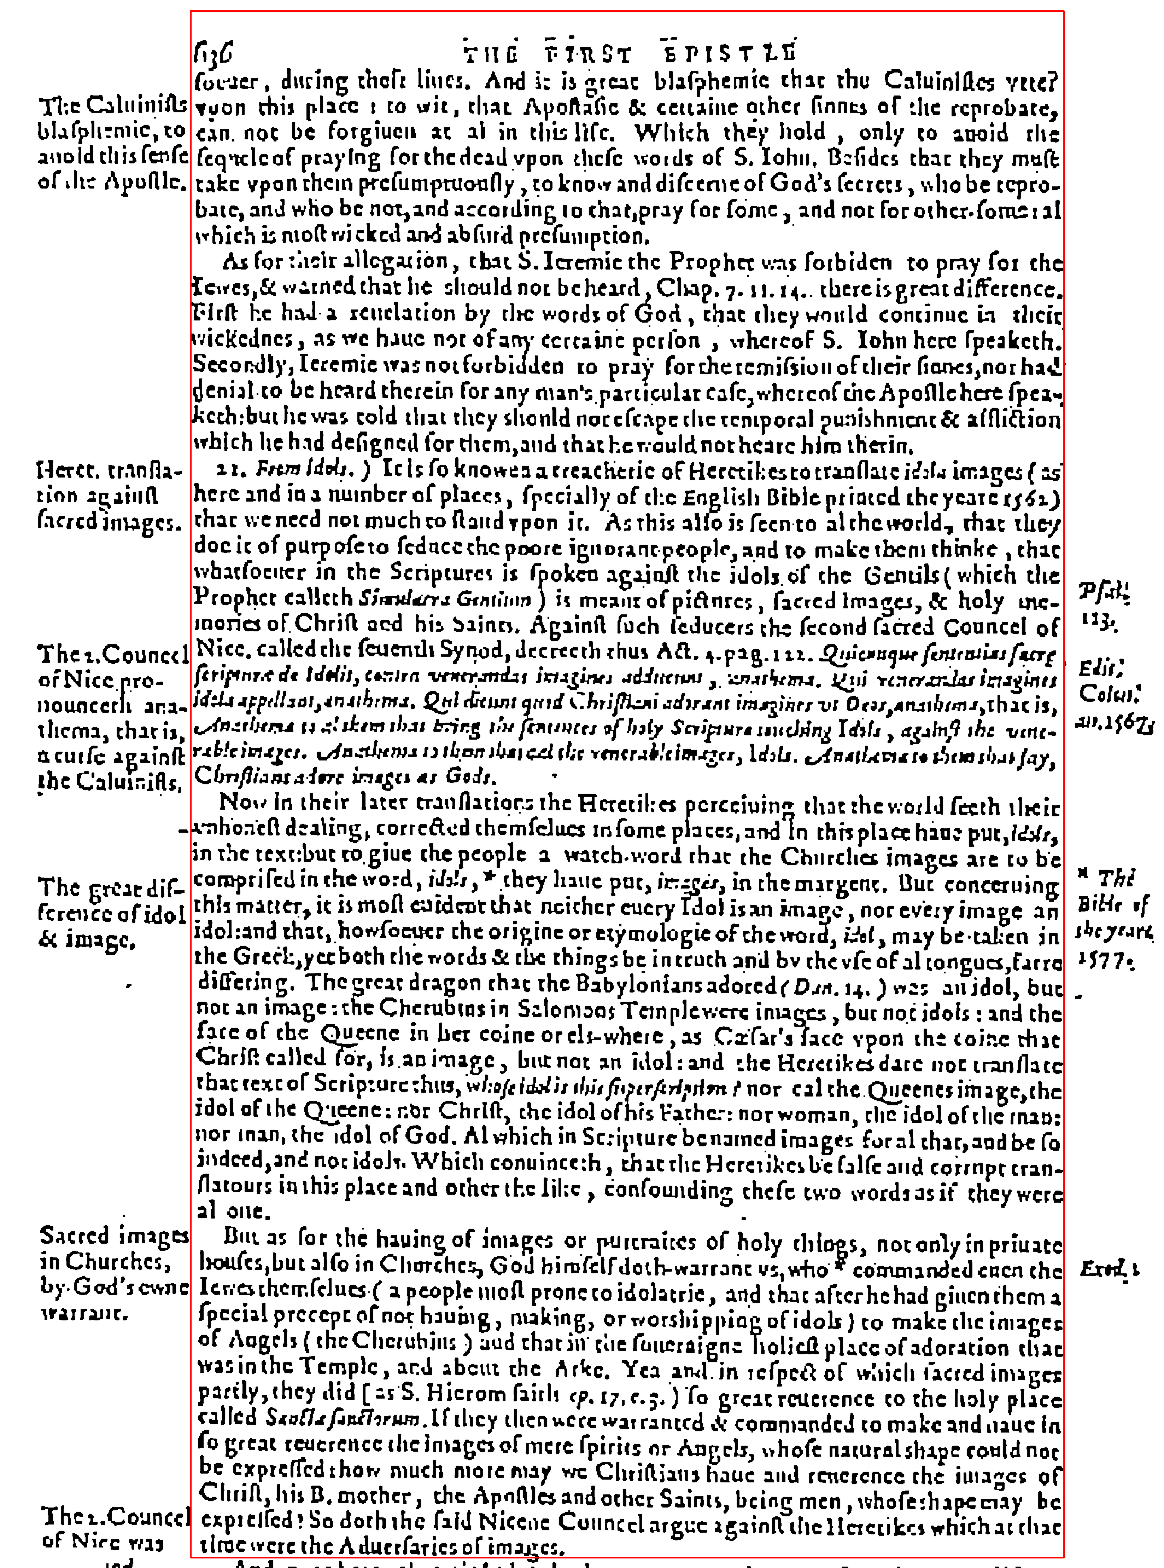 636 THE FIRST EPISTLE
ſoeuer, during theſe liues. And it is great blaſphemie that the Caluiniſtes vtter
vpon this place : to wit, that Apoſtaſie & certaine other ſinnes of the reprobate,
can not be forgiuen at al in this life. Which they hold, only to auoid the
ſequele of praying for the dead vpon theſe words of S. Iohn. Beſides that they muſt
take vpon them preſumptuouſly, to know and diſcerne of God's ſecrets, who be repro-
bate, and who be not, and according to that, pray for ſome, and not for other-ſome: al
which is moſt wicked and abſurd preſumption.
As for their allegation, that S. Ieremie the Prophet was forbiden to pray for the
Iewes, & warned that he should not be heard, Chap. 7. 11. 14. there is great difference.
Firſt he had a reuelation by the words of God, that they would continue in their
wickednes, as we haue not of any certaine perſon, whereof S. Iohn here ſpeaketh.
Secondly, Ieremie was not forbidden to pray for the remiſſion of their ſinnes, nor had
denial to be heard therein for any man's particular caſe, whereof the Apoſtle here ſpea-
keth: but he was told that they should not eſcape the temporal punishment & affliction
which he had deſigned for them, and that he would not heare him therin.
21. From Idols.) It is ſo knowen a treacherie of Heretikes to tranſlate idola images (as
here and in a number of places, ſpecially of the English Bible printed the yeare 1562)
that we need not much to ſtand vpon it. As this alſo is ſeen to al the world, that they
doe it of purpoſe to ſeduce the poore ignorant people, and to make them thinke, that
whatſoeuer in the Scriptures is ſpoken againſt the idols of the Gentils (which the
Prophet calleth Simulacra Gentium) is meant of pictures, ſacred Images, & holy me-
mories of Chriſt and his Saints. Againſt ſuch ſeducers the ſecond ſacred Councel of
Nice, called the ſeuenth Synod, decreeth thus Act. 4. pag. 122. Quicunque ſententias ſacræ
ſcripturæ de Idolis, contra venerandas imagines adducunt, anathema. Qui venerandas imagines
idola appellant, anathema. Qui dicunt quod Chriſtiani adorant imagines vt Deos, anathema, that is,
Anathema to al them that bring the ſentences of holy Scripture touching Idols, againſt the vene-
rable images. Anathema to them that cal the venerable images, Idols. Anathema to them that ſay,
Chriſtians adore images as Gods.
Now in their later tranſlations the Heretikes perceiuing that the world ſeeth their
vnhoneſt dealing, corrected themſelues in ſome places, and in this place haue put, idols,
in the text: but to giue the people a watch-word that the Churches images are to be
compriſed in the word, idols, * they haue put, images, in the margent. But concerning
this matter, it is moſt euident that neither euery Idol is an image, nor every image an
idol: and that, howſoeuer the origine or etymologie of the word, idol, may be taken in
the Greek, yet both the words & the things be in truth and by the vſe of al tongues, farre
differing. The great dragon that the Babylonians adored (Dan. 14.) was an idol, but
not an image: the Cherubins in Salomons Temple were images, but not idols: and the
face of the Queene in her coine or els-where, as Cæſar's face vpon the coine that
Chriſt called for, is an image, but not an idol: and the Heretikes dare not tranſlate
that text of Scripture thus, whoſe idol is this ſuperſcription? nor cal the Queenes image, the
idol of the Queene: nor Chriſt, the idol of his Father: nor woman, the idol of the man:
nor man, the idol of God. Al which in Scripture be named images for al that, and be ſo
indeed, and not idols. Which conuinceth, that the Heretikes be falſe and corrupt tran-
ſlatours in this place and other the like, confounding theſe two words as if they were
al one.
But as for the hauing of images or purtraites of holy things, not only in priuate
houſes, but alſo in Churches, God himſelf doth warrant vs, who * commanded euen the
Iewes themſelues (a people moſt prone to idolatrie, and that after he had giuen them a
ſpecial precept of not hauing, making, or worshipping of idols) to make the images
of Angels (the Cherubins) and that in the ſoueraigne holieſt place of adoration that
was in the Temple, and about the Arke. Yea and in reſpect of which ſacred images
partly, they did [as S. Hierom ſaith ep. 17. c. 3.) ſo great reuerence to the holy place
called Sancta ſanctorum. If they then were warranted & commanded to make and haue in
ſo great reuerence the images of mere ſpirits or Angels, whoſe natural shape could not
be expreſſed: how much more may we Chriſtians haue and reuerence the images of
Chriſt, his B. mother, the Apoſtles and other Saints, being men, whoſe shape may be
expreſſed? So doth the ſaid Nicene Councel argue againſt the Heretikes which at that
time were the Aduerſaries of images.
The Caluiniſts
blaſphemie, to
auoid this ſenſe
of the Apoſtle.
Heret. tranſla-
tion againſt
ſacred images.
The 2. Councel
of Nice pro-
nounceth ana-
thema, that is,
a curſe againſt
the Caluiniſts.
The great dif-
ference of idol
& image.
Sacred images
in Churches,
by God's owne
warrant.
The 2. Councel
of Nice was
Pſal.
113.
Edit.
Colon.
an. 1567.
* The
Bible of
the yeare
1577.
Exod.